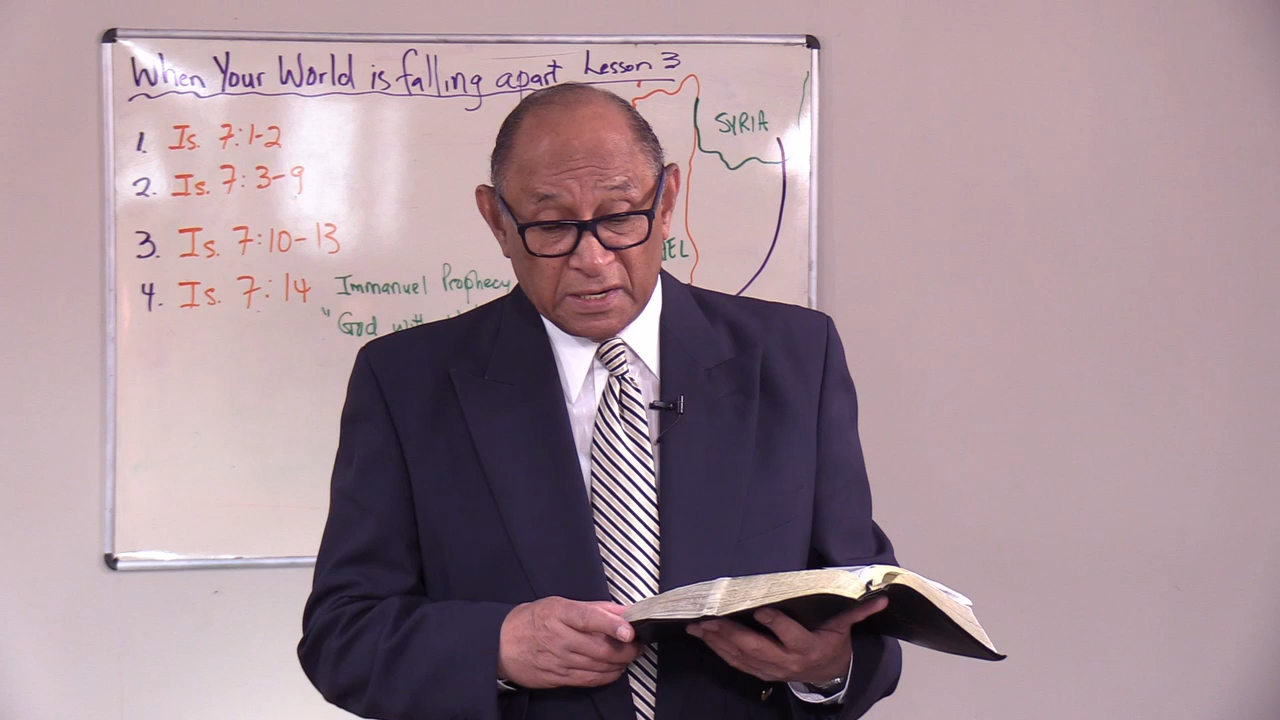 When Your World is falling apart Lesson 3
1. Is. 7:1-2
2. Is. 7:3-9
3. Is. 7:10-13
4. Is. 7:14 Immanuel Prophecy
"God with
SYRIA